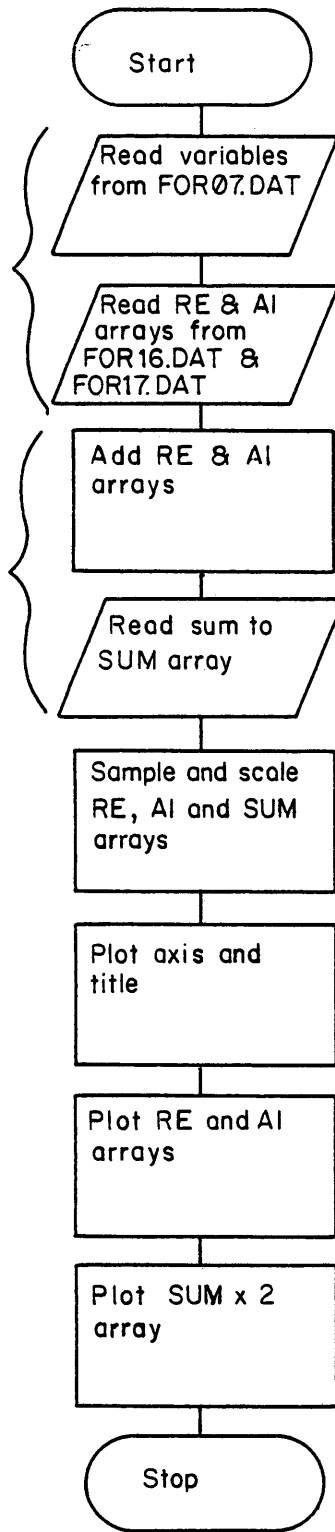 Start
Read variables
from FORØ7.DAT
Read RE & AI
arrays from
FOR16.DAT &
FOR17.DAT
Add RE & AI
arrays
Read sum to
SUM array
Sample and scale
RE, AI and SUM
arrays
Plot axis and
title
Plot RE and AI
arrays
Plot SUM x 2
array
Stop